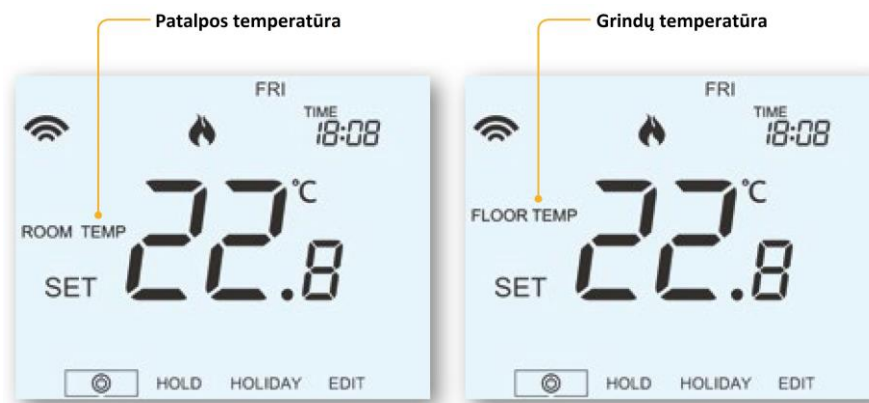 Patalpos temperatūra
FRI
TIME
18:08
°C
ROOM TEMP
22.8
SET
HOLD HOLIDAY EDIT
Grindų temperatūra
FRI
TIME
18:08
°C
FLOOR TEMP
22.8
SET
HOLD HOLIDAY EDIT